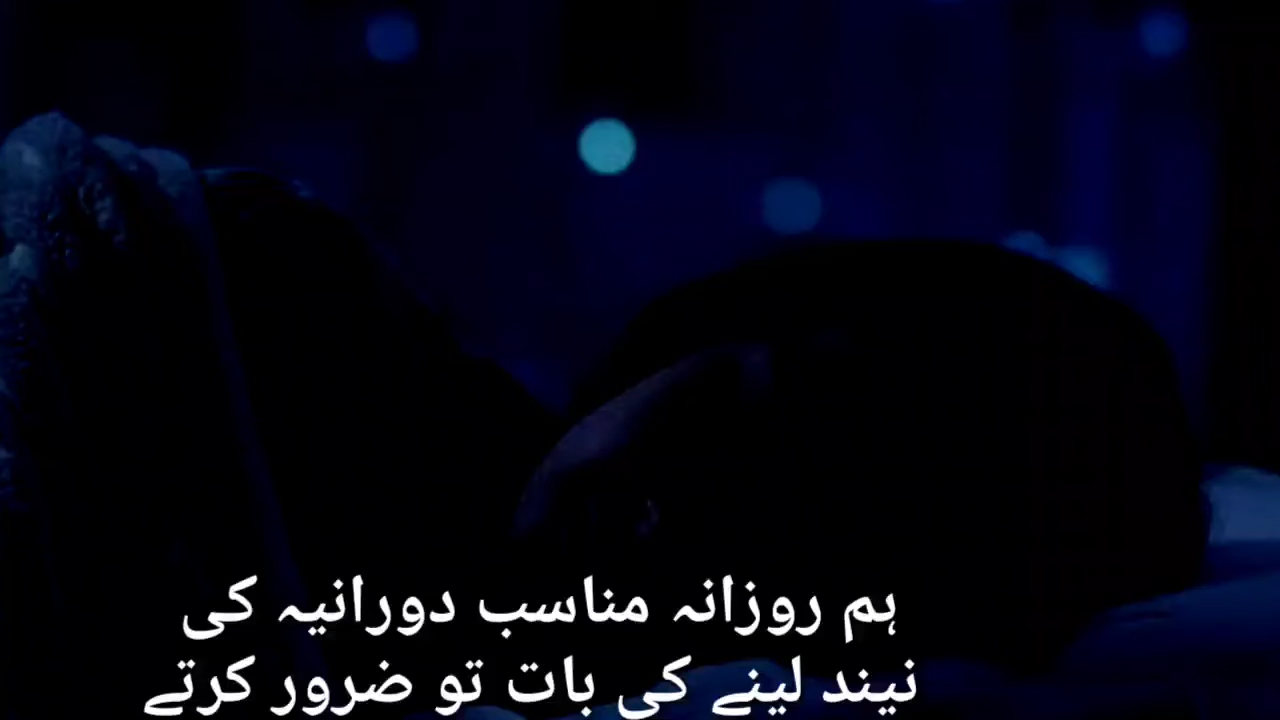 ہم روزانہ مناسب دورانیہ کی
نیند لینے کی بات تو ضرور کرتے